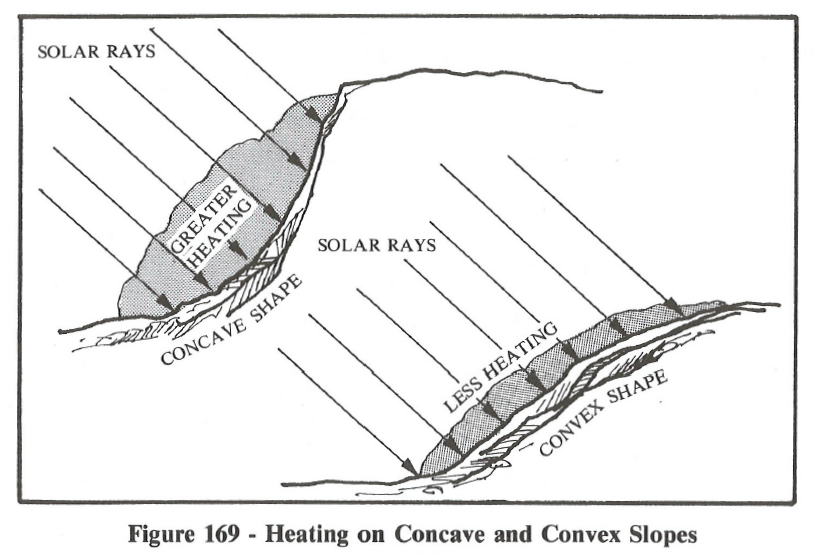 SOLAR RAYS
GREATER
HEATING
CONCAVE SHAPE
SOLAR RAYS
LESS HEATING
CONVEX SHAPE
Figure 169 - Heating on Concave and Convex Slopes